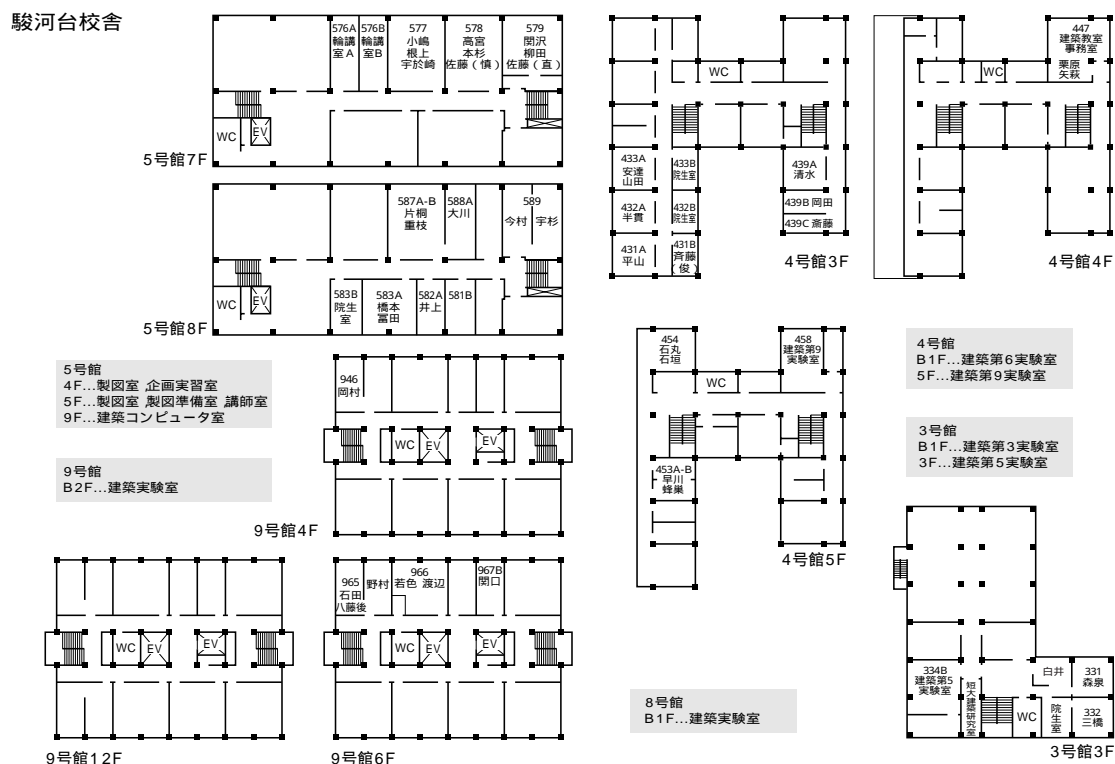 駿河台校舎
576A
輪講
室A
576B
輪講
室B
577
小嶋
根上
宇於崎
578
高宮
本杉
佐藤（慎）
579
関沢
柳田
佐藤（直）
WC
EV
5号館7F
587A-B
片桐
重枝
588A
大川
589
今村 宇杉
WC
EV
583B
院生
室
583A
橋本
冨田
582A
井上
581B
5号館8F
WC
433A
安達
山田
433B
院生室
439A
清水
432A
半貫
432B
院生室
439B 岡田
439C 斎藤
431A
平山
431B
斉藤
（俊）
4号館3F
447
建築教室
事務室
WC
栗原
矢萩
4号館4F
5号館
4F...製図室,企画実習室
5F...製図室,製図準備室,講師室
9F...建築コンピュータ室
9号館
B2F...建築実験室
946
岡村
WC
EV
EV
9号館4F
454
石丸
石垣
458
建築第9
実験室
WC
453A-B
早川
蜂巣
4号館5F
4号館
B1F...建築第6実験室
5F...建築第9実験室
3号館
B1F...建築第3実験室
3F...建築第5実験室
WC
EV
EV
9号館12F
965
石田
八藤後
野村
966
若色 渡辺
967B
関口
WC
EV
EV
9号館6F
8号館
B1F...建築実験室
334B
建築第5
実験室
短大建築研究室
WC
白井
院生室
331
森泉
332
三橋
3号館3F